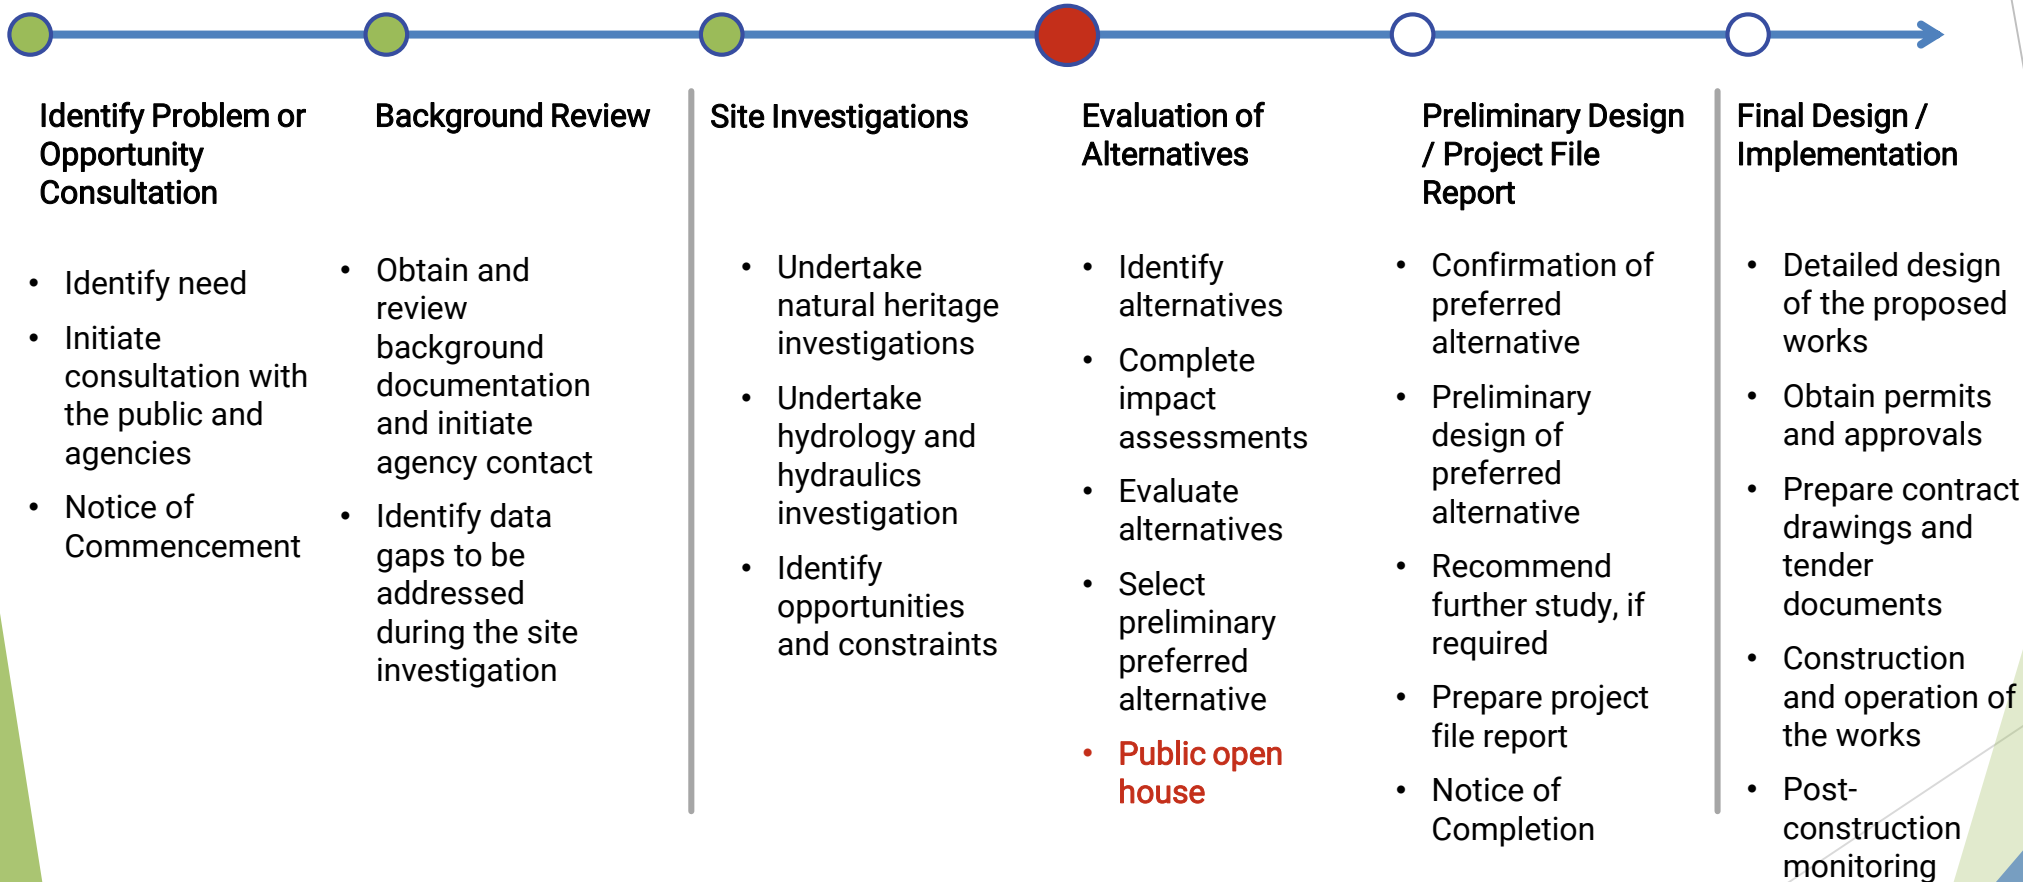 Identify Problem or
Opportunity
Consultation
• Identify need
• Initiate
consultation with
the public and
agencies
• Notice of
Commencement
Background Review
• Obtain and
review
background
documentation
and initiate
agency contact
• Identify data
gaps to be
addressed
during the site
investigation
Site Investigations
• Undertake
natural heritage
investigations
• Undertake
hydrology and
hydraulics
investigation
• Identify
opportunities
and constraints
Evaluation of
Alternatives
• Identify
alternatives
• Complete
impact
assessments
• Evaluate
alternatives
• Select
preliminary
preferred
alternative
• Public open
house
Preliminary Design
/ Project File
Report
• Confirmation of
preferred
alternative
• Preliminary
design of
preferred
alternative
• Recommend
further study, if
required
• Prepare project
file report
• Notice of
Completion
Final Design /
Implementation
• Detailed design
of the proposed
works
• Obtain permits
and approvals
• Prepare contract
drawings and
tender
documents
• Construction
and operation of
the works
• Post-
construction
monitoring